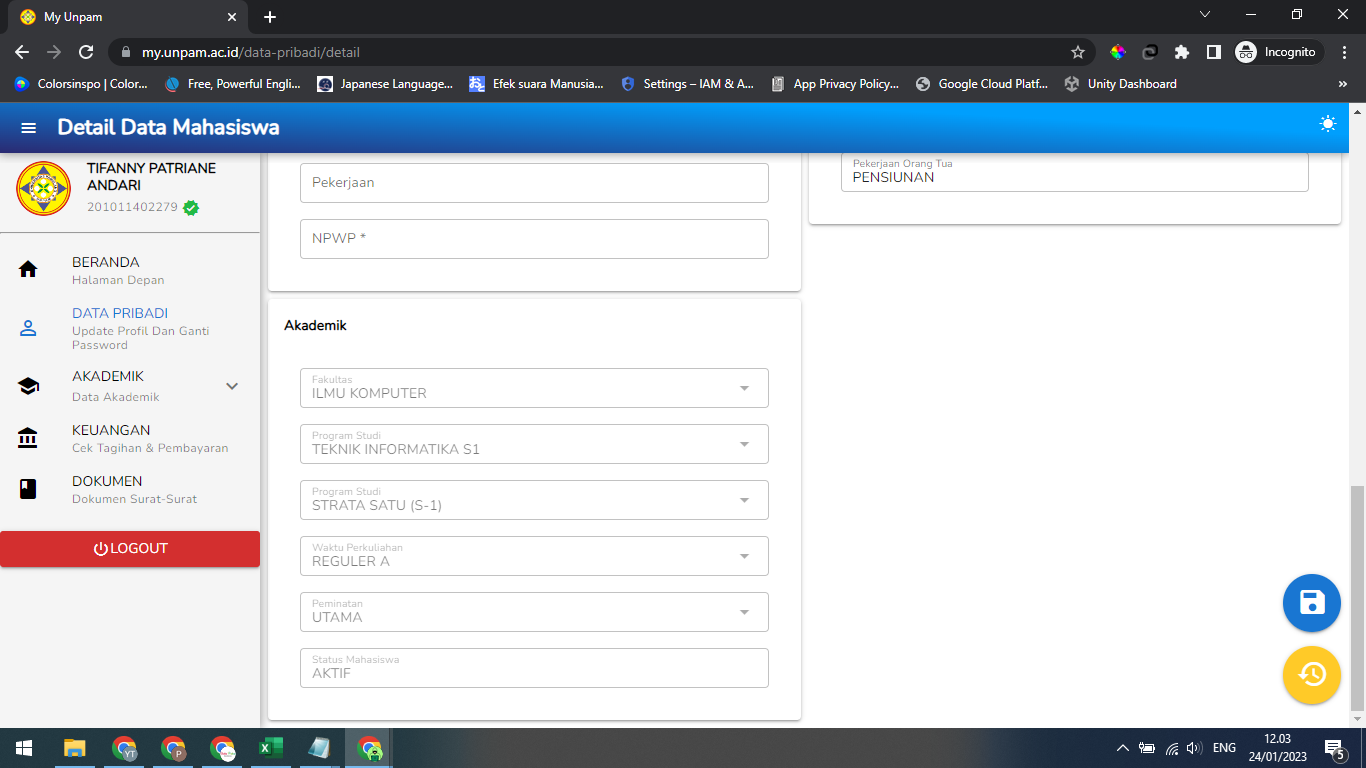 My Unpam
my.unpam.ac.id/data-pribadi/detail
Incognito
Colorsinspo | Color...
Free, Powerful Engli...
Japanese Language...
Efek suara Manusia...
Settings – IAM & A...
App Privacy Policy...
Google Cloud Platf...
Unity Dashboard
»
Detail Data Mahasiswa
TIFANNY PATRIANE
ANDARI
201011402279
BERANDA
Halaman Depan
DATA PRIBADI
Update Profil Dan Ganti
Password
AKADEMIK
Data Akademik
KEUANGAN
Cek Tagihan & Pembayaran
DOKUMEN
Dokumen Surat-Surat
LOGOUT
Pekerjaan
NPWP *
Akademik
Fakultas
ILMU KOMPUTER
Program Studi
TEKNIK INFORMATIKA S1
Program Studi
STRATA SATU (S-1)
Waktu Perkuliahan
REGULER A
Peminatan
UTAMA
Status Mahasiswa
AKTIF
Pekerjaan Orang Tua
PENSIUNAN
YT
P
ENG
12.03
24/01/2023
5